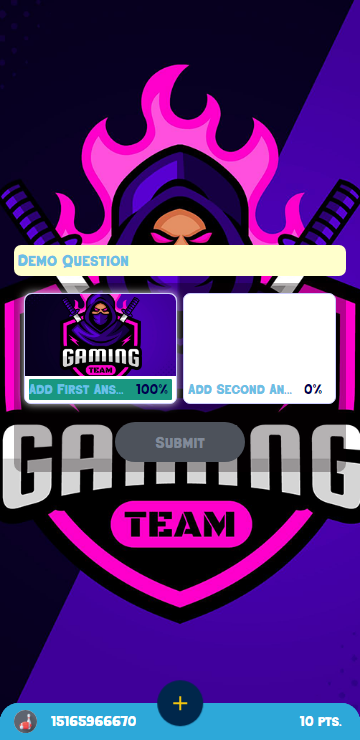 Demo Question
GAMING
TEAM
Add First Ans... 100%
Add Second An... 0%
Submit
GAMING
TEAM
+
15165966670 10 PTS.